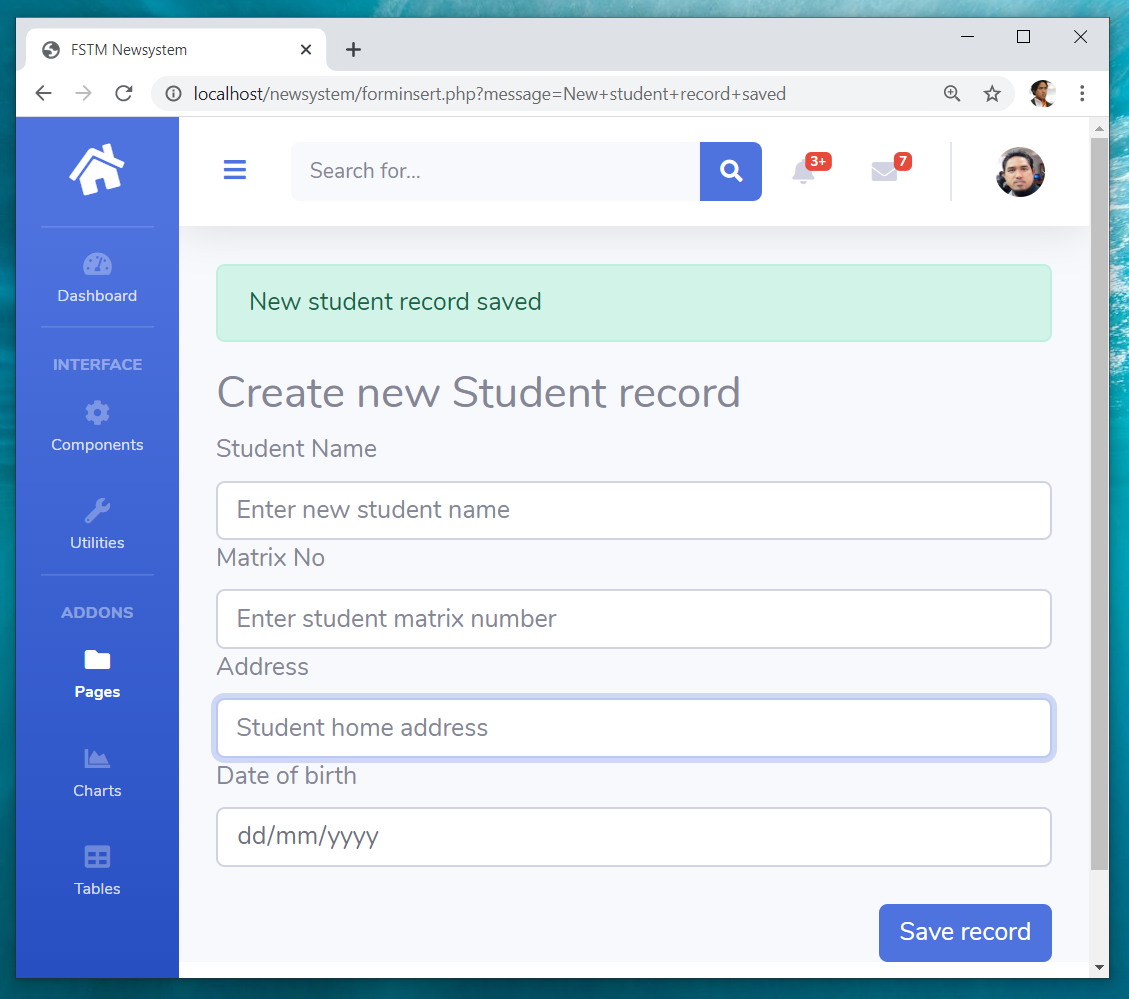 FSTM Newsystem
localhost/newsystem/forminsert.php?message=New+student+record+saved
Search for...
3+
7
Dashboard
INTERFACE
Components
Utilities
ADDONS
Pages
Charts
Tables
New student record saved
Create new Student record
Student Name
Enter new student name
Matrix No
Enter student matrix number
Address
Student home address
Date of birth
dd/mm/yyyy
Save record